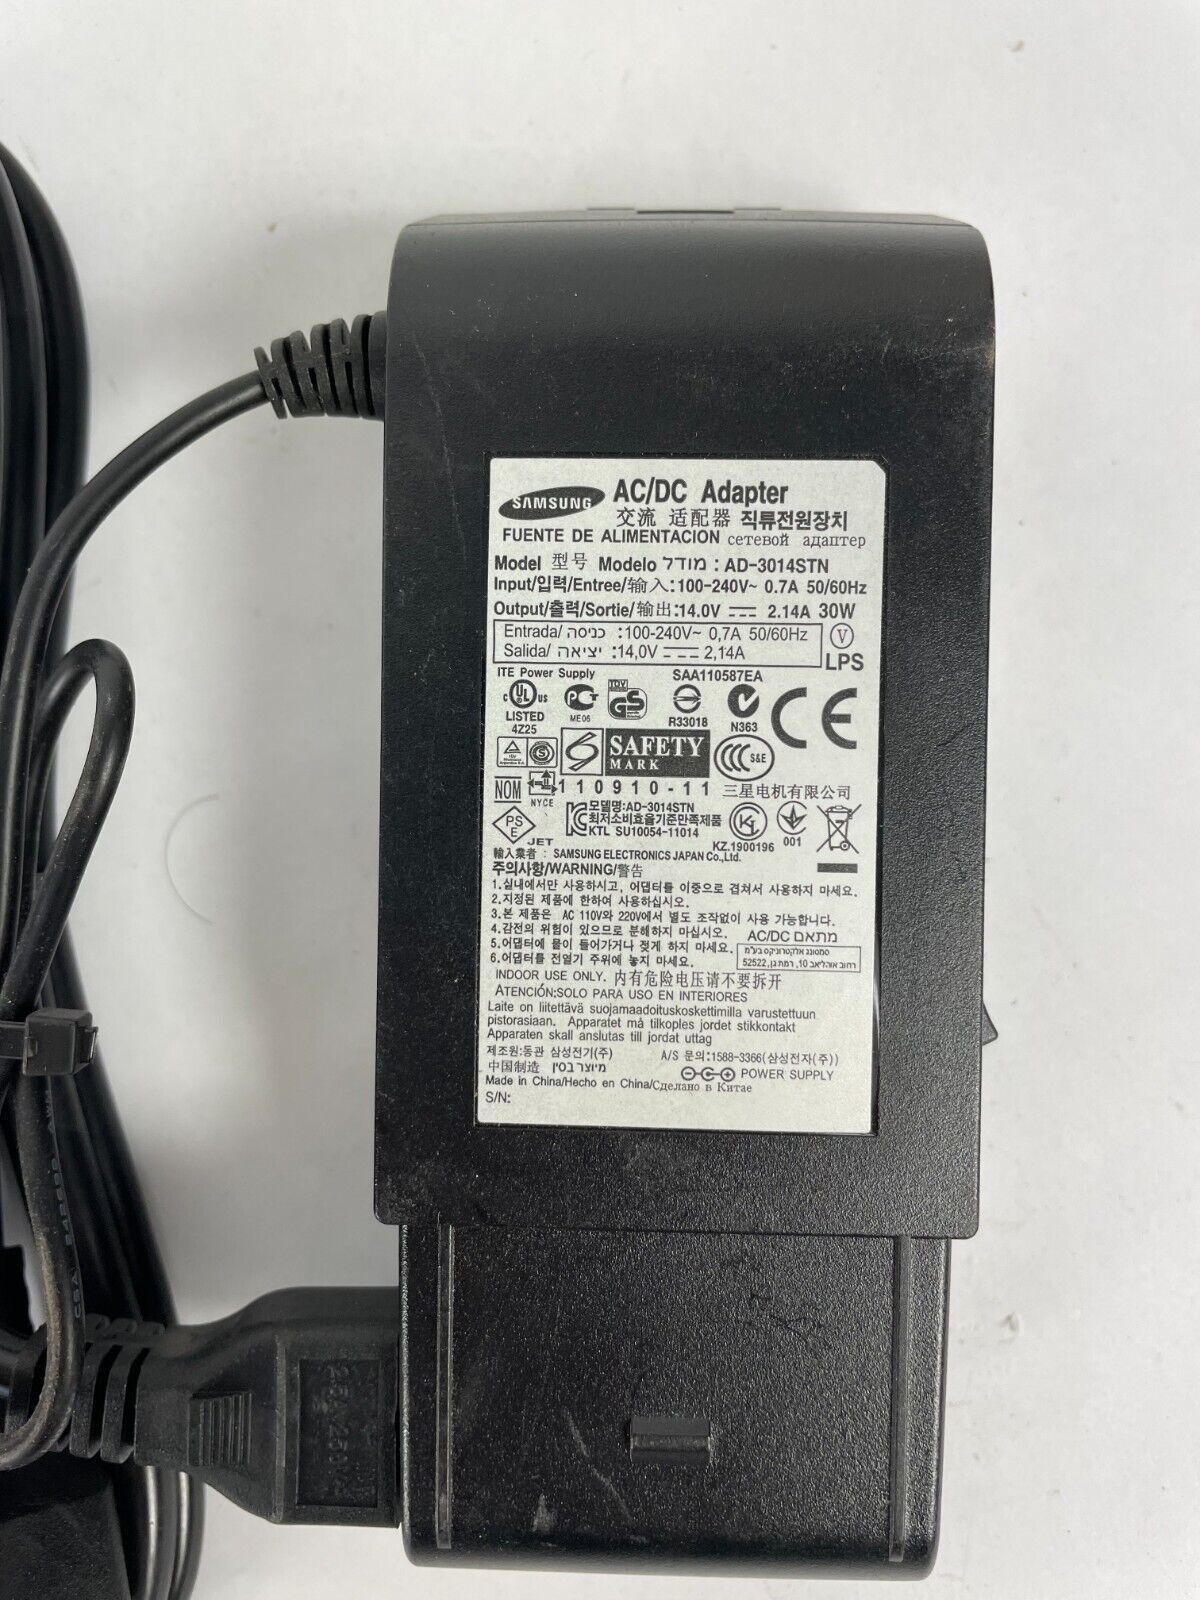 SAMSUNG AC/DC Adapter
交流 适配器 직류전원장치
FUENTE DE ALIMENTACION сетевой адаптер
Model 型号 Modelo מודל : AD-3014STN
Input/입력/Entree/输入:100-240V~ 0.7A 50/60Hz
Output/출력/Sortie/输出:14.0V ⎓ 2.14A 30W
Entrada/ כניסה :100-240V~ 0,7A 50/60Hz
Salida/ יציאה :14,0V ⎓ 2,14A
V
LPS
ITE Power Supply
SAA110587EA
c UL us
LISTED
4Z25
PCT
ME06
TÜV
GS
R33018
N363
CE
S
SAFETY
MARK
CCC S&E
NOM
NYCE
110910-11
三星电机有限公司
PS
E
JET
모델명:AD-3014STN
최저소비효율기준만족제품
KTL SU10054-11014
KZ.1900196
001
輸入業者 : SAMSUNG ELECTRONICS JAPAN Co.,Ltd.
주의사항/WARNING/警告
1.실내에서만 사용하시고, 어댑터를 이중으로 겹쳐서 사용하지 마세요.
2.지정된 제품에 한하여 사용하십시오.
3.본 제품은 AC 110V와 220V에서 별도 조작없이 사용 가능합니다.
4.감전의 위험이 있으므로 분해하지 마십시오.
AC/DC מתאם
5.어댑터에 물이 들어가거나 젖게 하지 마세요.
6.어댑터를 전열기 주위에 놓지 마세요.
סמסונג אלקטרוניקס בע"מ
רחוב אוהליאב 10, רמת גן, 52522
INDOOR USE ONLY. 内有危险电压请不要拆开
ATENCIÓN:SOLO PARA USO EN INTERIORES
Laite on liitettävä suojamaadoituskoskettimilla varustettuun
pistorasiaan. Apparatet må tilkoples jordet stikkontakt
Apparaten skall anslutas till jordat uttag
제조원:동관 삼성전기(주)
A/S 문의:1588-3366(삼성전자(주))
中国制造 מיוצר בסין
POWER SUPPLY
Made in China/Hecho en China/Сделано в Китае
S/N: